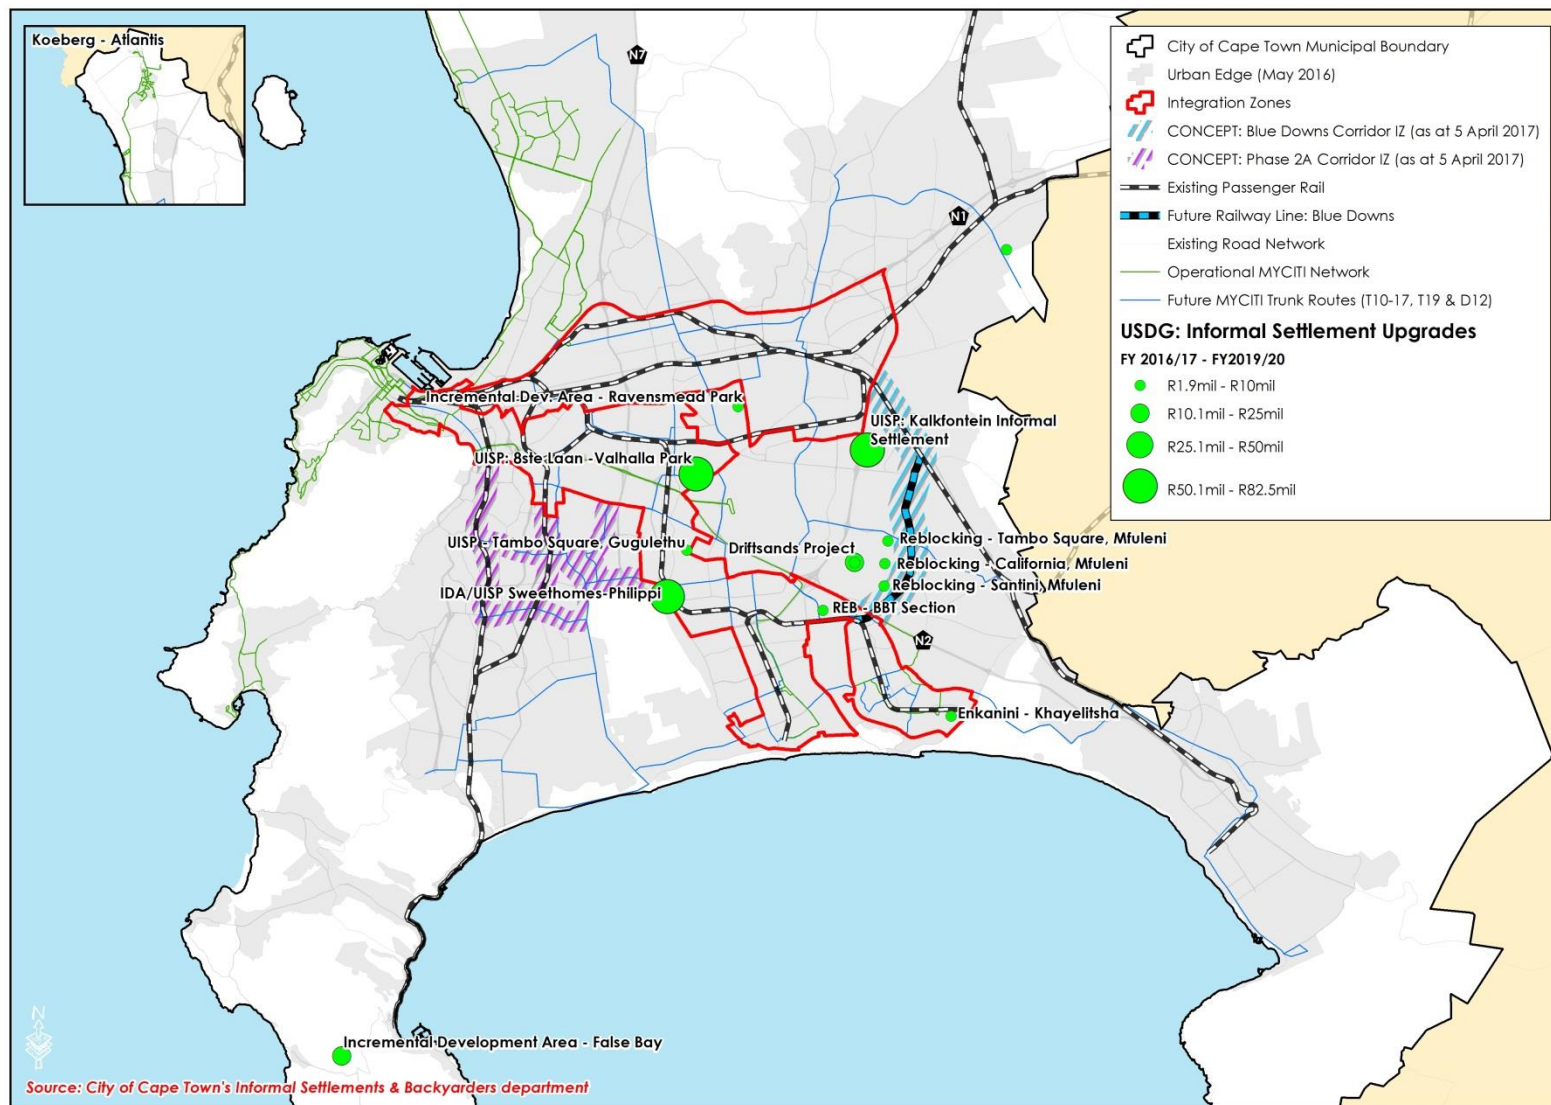 Koeberg - Atlantis
N7
N1
City of Cape Town Municipal Boundary
Urban Edge (May 2016)
Integration Zones
CONCEPT: Blue Downs Corridor IZ (as at 5 April 2017)
CONCEPT: Phase 2A Corridor IZ (as at 5 April 2017)
Existing Passenger Rail
Future Railway Line: Blue Downs
Existing Road Network
Operational MYCITI Network
Future MYCITI Trunk Routes (T10-17, T19 & D12)
USDG: Informal Settlement Upgrades
FY 2016/17 - FY2019/20
R1.9mil - R10mil
R10.1mil - R25mil
R25.1mil - R50mil
R50.1mil - R82.5mil
Incremental Dev. Area - Ravensmead Park
UISP: Kalkfontein Informal
Settlement
UISP: 8ste Laan -Valhalla Park
UISP - Tambo Square, Gugulethu
Driftsands Project
Reblocking - Tambo Square, Mfuleni
Reblocking - California, Mfuleni
Reblocking - Santini, Mfuleni
IDA/UISP Sweethomes-Philippi
REB - BBT Section
N2
Enkanini - Khayelitsha
Incremental Development Area - False Bay
N
Source: City of Cape Town's Informal Settlements & Backyarders department